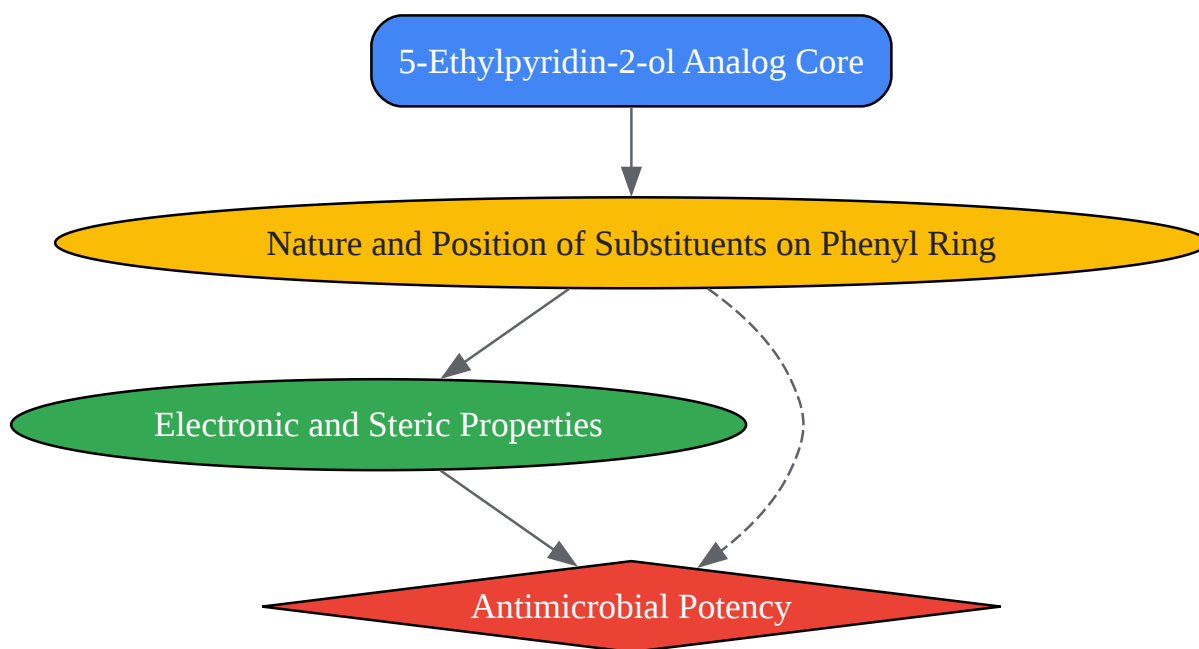 5-Ethylpyridin-2-ol Analog Core
Nature and Position of Substituents on Phenyl Ring
Electronic and Steric Properties
Antimicrobial Potency